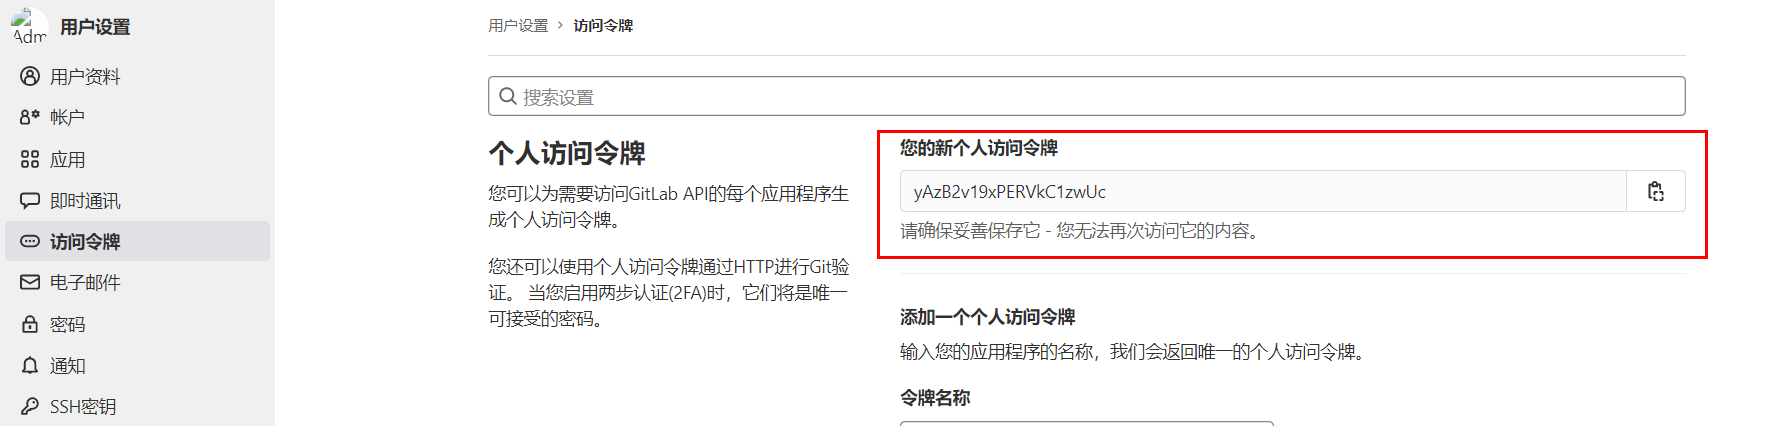 Adm
用户设置
用户资料
帐户
应用
即时通讯
访问令牌
电子邮件
密码
通知
SSH密钥
用户设置 › 访问令牌
搜索设置
个人访问令牌
您可以为需要访问GitLab API的每个应用程序生
成个人访问令牌。
您还可以使用个人访问令牌通过HTTP进行Git验
证。 当您启用两步认证(2FA)时，它们将是唯一
可接受的密码。
您的新个人访问令牌
yAzB2v19xPERVkC1zwUc
请确保妥善保存它 - 您无法再次访问它的内容。
添加一个个人访问令牌
输入您的应用程序的名称，我们会返回唯一的个人访问令牌。
令牌名称